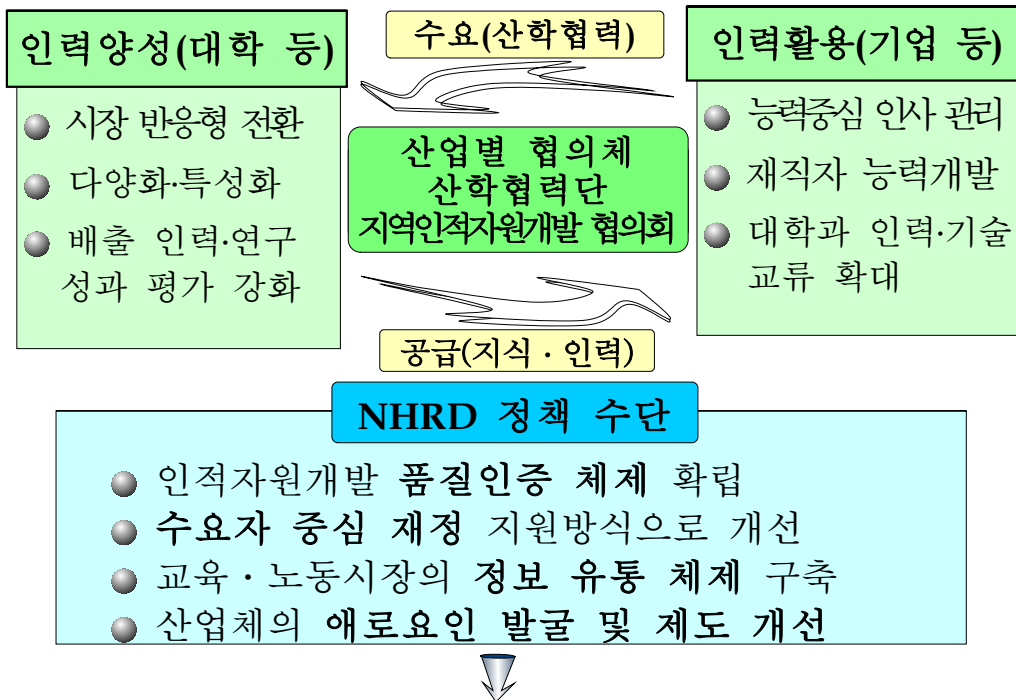 인력양성(대학 등)
시장 반응형 전환
다양화·특성화
배출 인력·연구
성과 평가 강화
수요(산학협력)
산업별 협의체
산학협력단
지역인적자원개발 협의회
공급(지식 · 인력)
인력활용(기업 등)
능력중심 인사 관리
재직자 능력개발
대학과 인력·기술
교류 확대
NHRD 정책 수단
인적자원개발 품질인증 체제 확립
수요자 중심 재정 지원방식으로 개선
교육 · 노동시장의 정보 유통 체제 구축
산업체의 애로요인 발굴 및 제도 개선